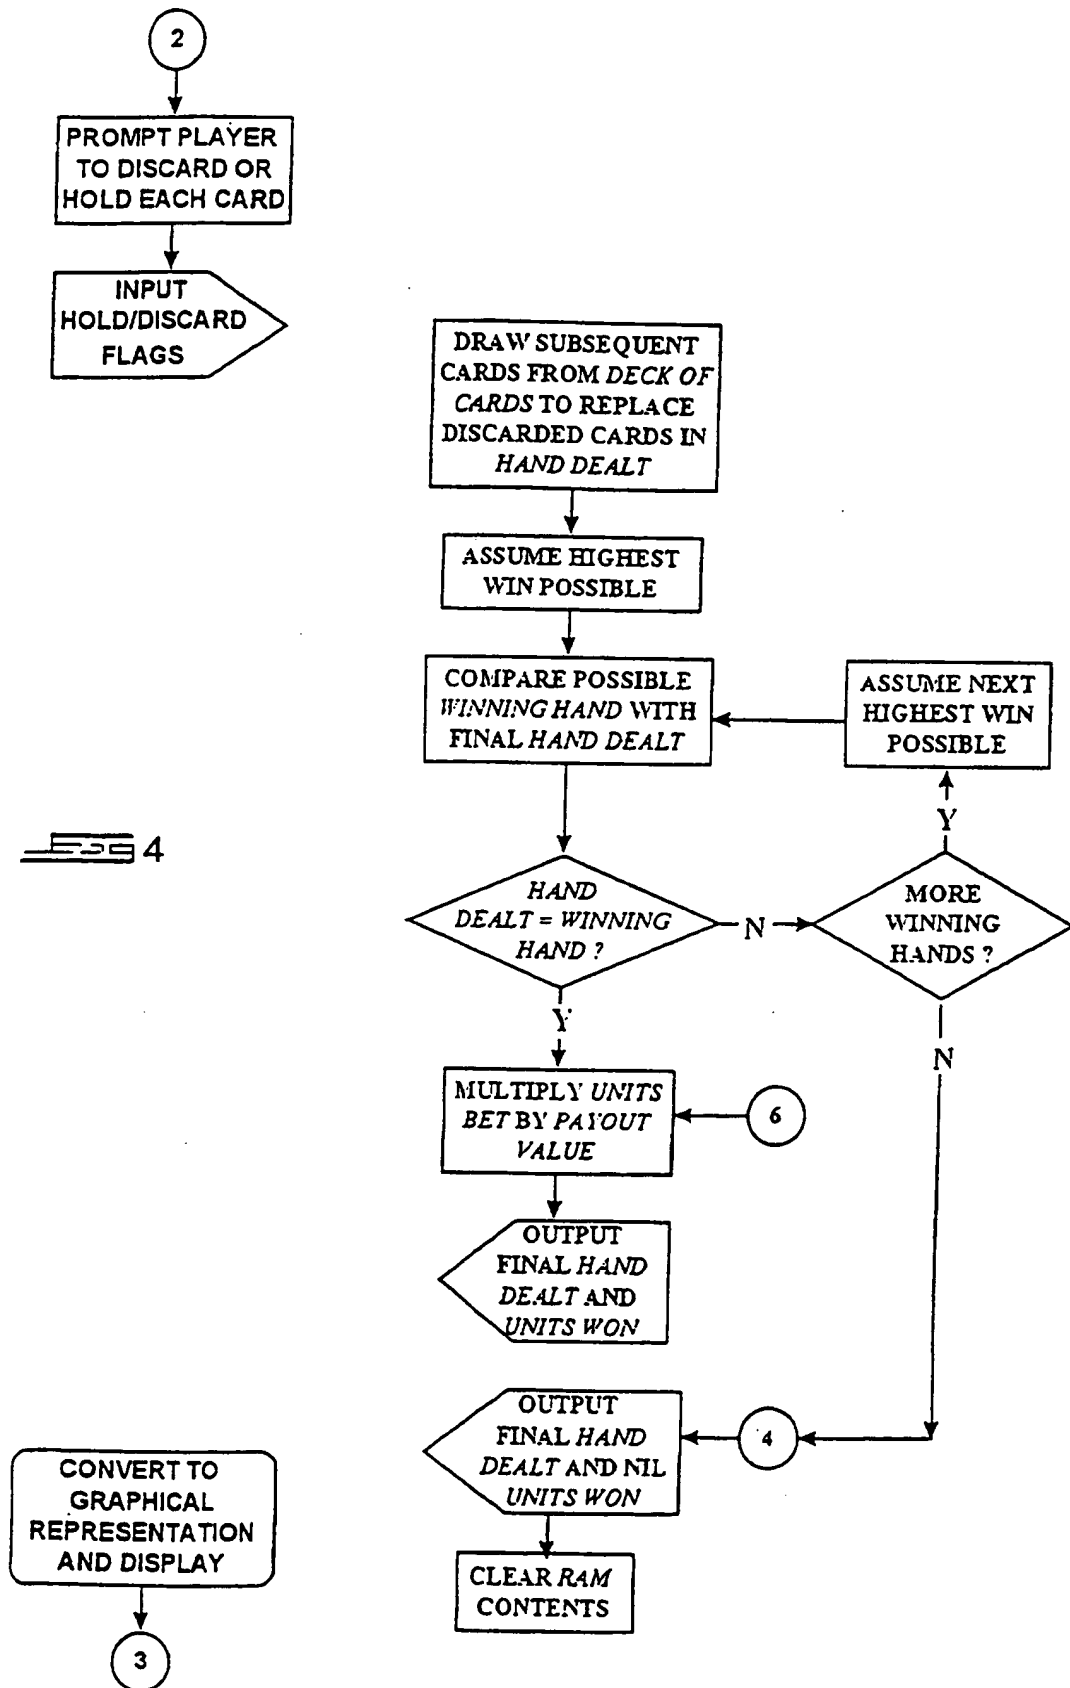 2
PROMPT PLAYER
TO DISCARD OR
HOLD EACH CARD
INPUT
HOLD/DISCARD
FLAGS
DRAW SUBSEQUENT
CARDS FROM DECK OF
CARDS TO REPLACE
DISCARDED CARDS IN
HAND DEALT
ASSUME HIGHEST
WIN POSSIBLE
COMPARE POSSIBLE
WINNING HAND WITH
FINAL HAND DEALT
ASSUME NEXT
HIGHEST WIN
POSSIBLE
Y
4
HAND
DEALT = WINNING
HAND ?
N
MORE
WINNING
HANDS ?
Y
N
MULTIPLY UNITS
BET BY PAYOUT
VALUE
6
OUTPUT
FINAL HAND
DEALT AND
UNITS WON
OUTPUT
FINAL HAND
DEALT AND NIL
UNITS WON
4
CONVERT TO
GRAPHICAL
REPRESENTATION
AND DISPLAY
CLEAR RAM
CONTENTS
3